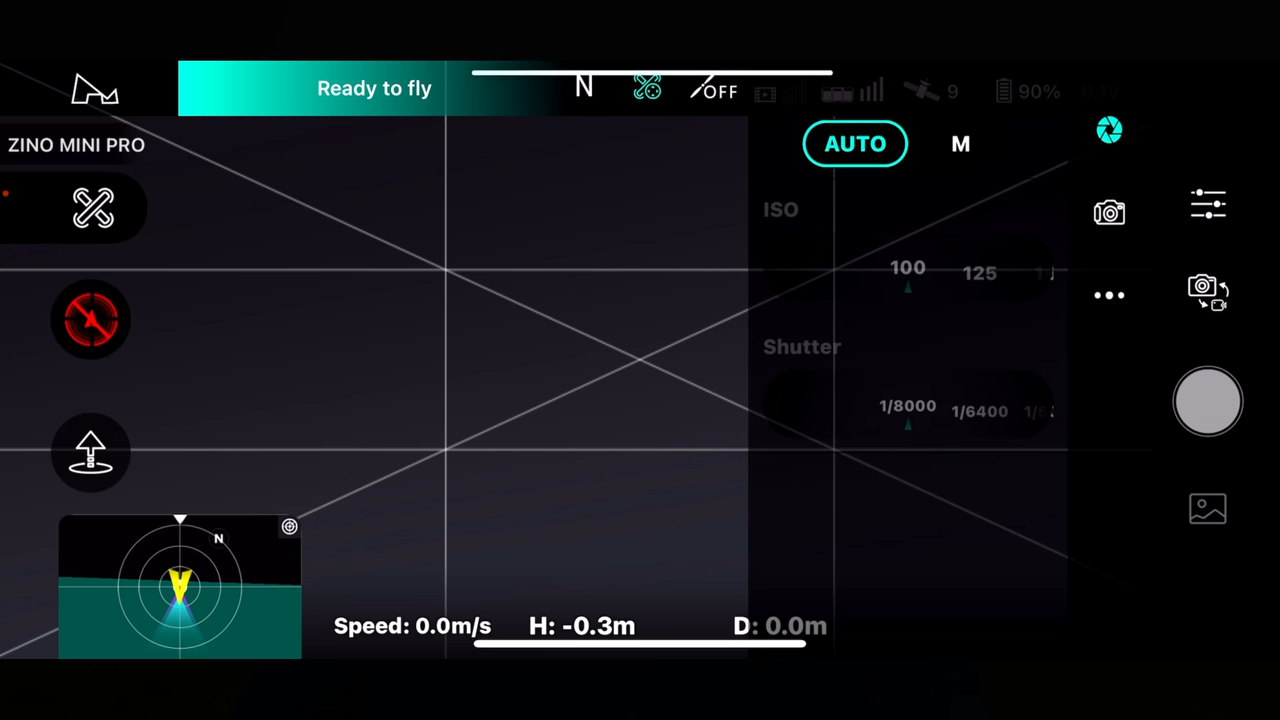 Ready to fly
N
OFF
9
90%
ZINO MINI PRO
AUTO
M
ISO
100
125
Shutter
1/8000
1/6400
N
Speed: 0.0m/s
H: -0.3m
D: 0.0m